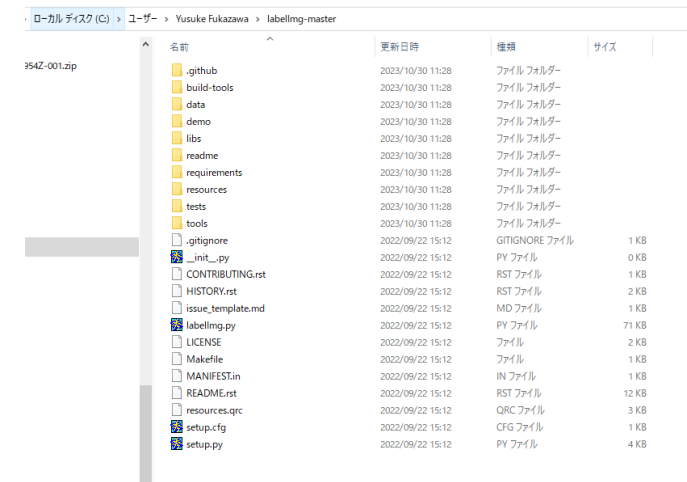 › ローカル ディスク (C:) › ユーザー › Yusuke Fukazawa › labelImg-master
954Z-001.zip
名前 更新日時 種類 サイズ
.github 2023/10/30 11:28 ファイル フォルダー
build-tools 2023/10/30 11:28 ファイル フォルダー
data 2023/10/30 11:28 ファイル フォルダー
demo 2023/10/30 11:28 ファイル フォルダー
libs 2023/10/30 11:28 ファイル フォルダー
readme 2023/10/30 11:28 ファイル フォルダー
requirements 2023/10/30 11:28 ファイル フォルダー
resources 2023/10/30 11:28 ファイル フォルダー
tests 2023/10/30 11:28 ファイル フォルダー
tools 2023/10/30 11:28 ファイル フォルダー
.gitignore 2022/09/22 15:12 GITIGNORE ファイル 1 KB
__init__.py 2022/09/22 15:12 PY ファイル 0 KB
CONTRIBUTING.rst 2022/09/22 15:12 RST ファイル 1 KB
HISTORY.rst 2022/09/22 15:12 RST ファイル 2 KB
issue_template.md 2022/09/22 15:12 MD ファイル 1 KB
labelImg.py 2022/09/22 15:12 PY ファイル 71 KB
LICENSE 2022/09/22 15:12 ファイル 2 KB
Makefile 2022/09/22 15:12 ファイル 1 KB
MANIFEST.in 2022/09/22 15:12 IN ファイル 1 KB
README.rst 2022/09/22 15:12 RST ファイル 12 KB
resources.qrc 2022/09/22 15:12 QRC ファイル 3 KB
setup.cfg 2022/09/22 15:12 CFG ファイル 1 KB
setup.py 2022/09/22 15:12 PY ファイル 4 KB